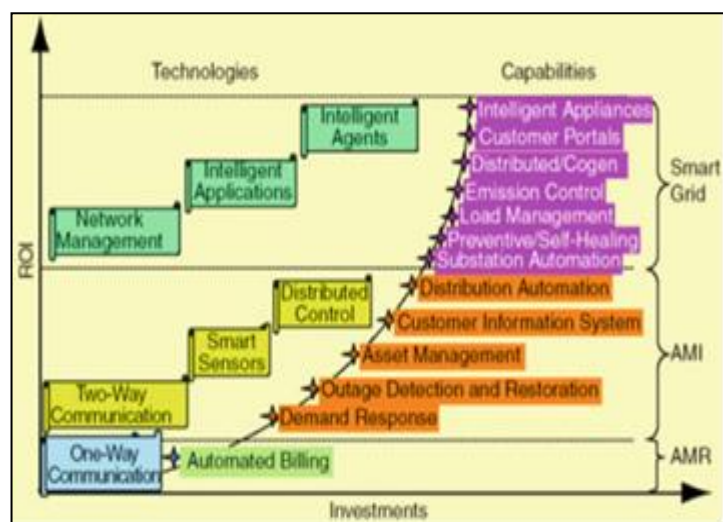 Technologies
Capabilities
Intelligent
Agents
Intelligent
Applications
Network
Management
Intelligent Appliances
Customer Portals
Distributed/Cogen
Emission Control
Load Management
Preventive/Self-Healing
Substation Automation
Smart
Grid
ROI
Distributed
Control
Smart
Sensors
Two-Way
Communication
Distribution Automation
Customer Information System
Asset Management
Outage Detection and Restoration
Demand Response
AMI
One-Way
Communication
Automated Billing
AMR
Investments